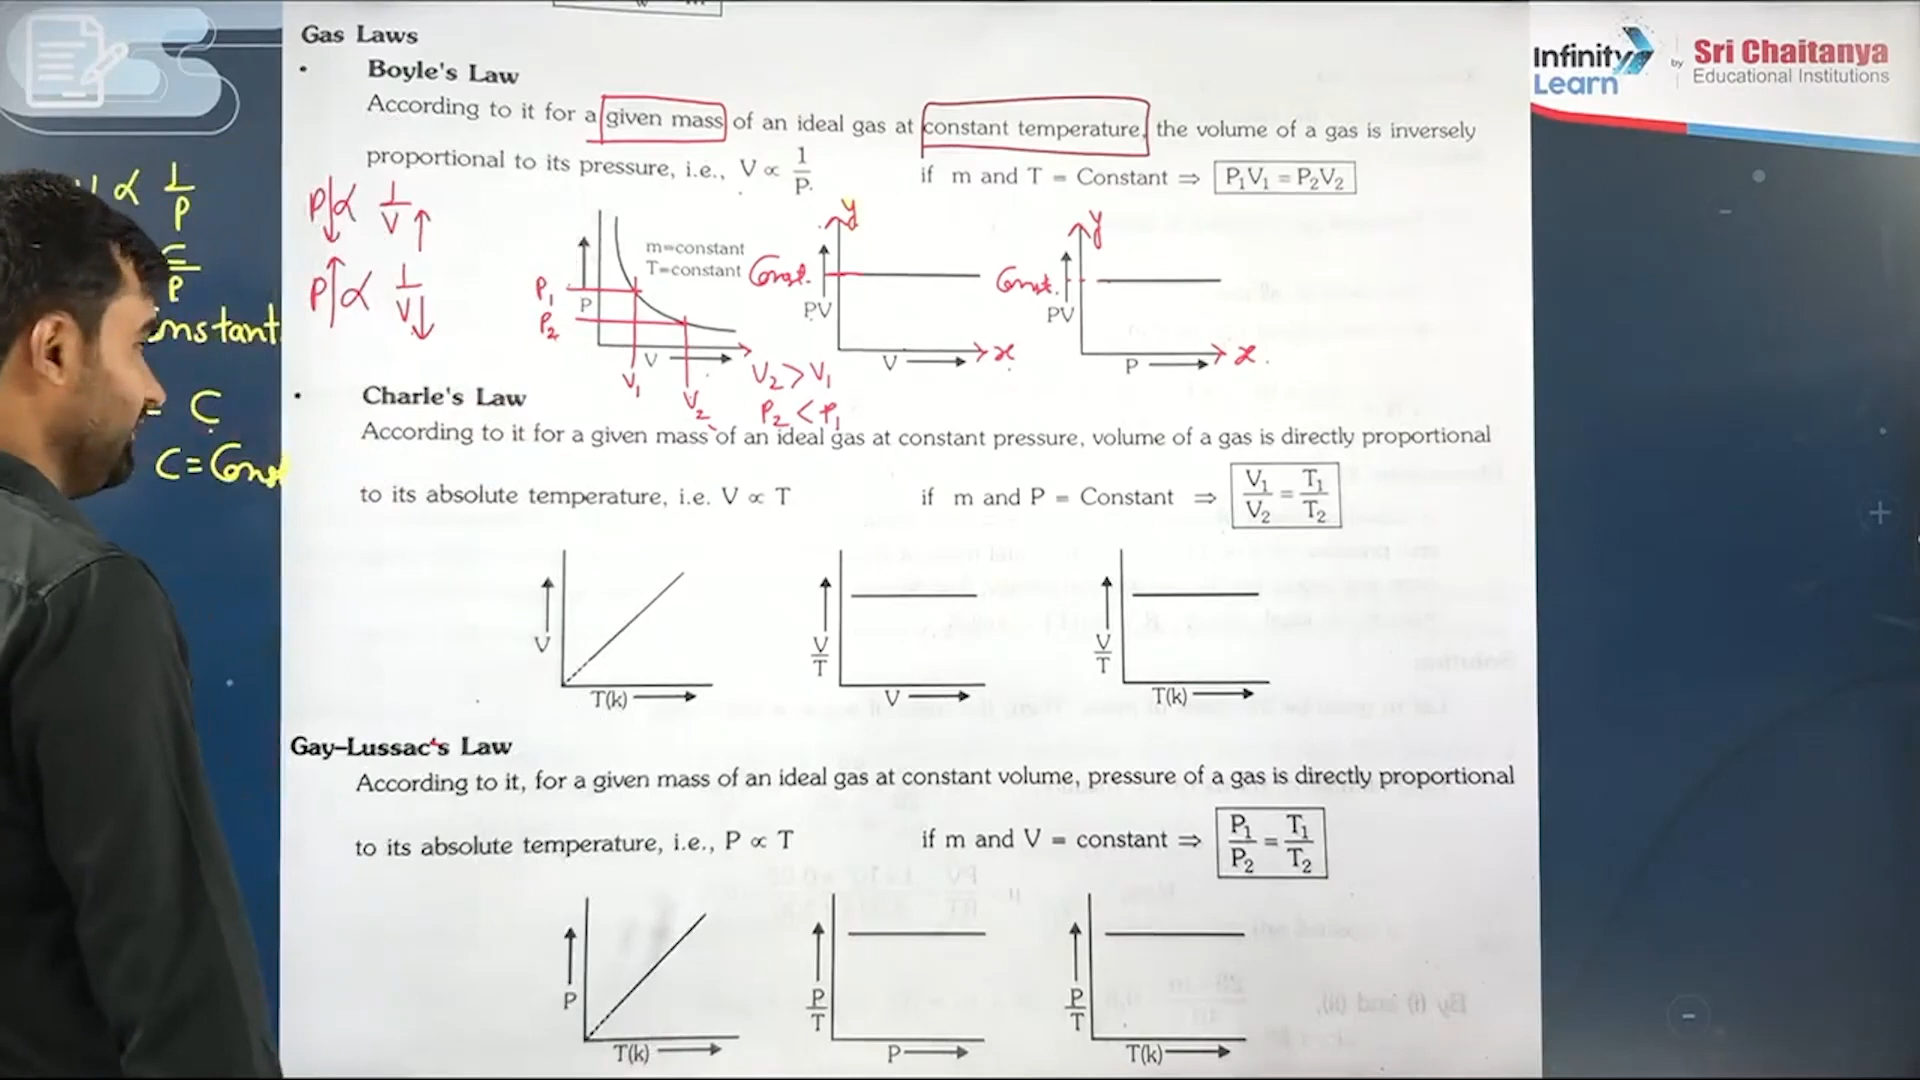 Gas Laws
• Boyle's Law
According to it for a given mass of an ideal gas at constant temperature, the volume of a gas is inversely
proportional to its pressure, i.e., V ∝ 1/P. if m and T = Constant ⇒ P₁V₁ = P₂V₂
P ∝ 1/V
P ∝ 1/V
m=constant
T=constant
P₁
P₂
P
V
V₁
V₂
V₂ > V₁
P₂ < P₁
y
Const.
PV
V
x
y
Const.
PV
P
x
• Charle's Law
According to it for a given mass of an ideal gas at constant pressure, volume of a gas is directly proportional
to its absolute temperature, i.e. V ∝ T if m and P = Constant ⇒ V₁/V₂ = T₁/T₂
V
T(k)
V/T
V
V/T
T(k)
Gay–Lussac's Law
According to it, for a given mass of an ideal gas at constant volume, pressure of a gas is directly proportional
to its absolute temperature, i.e., P ∝ T if m and V = constant ⇒ P₁/P₂ = T₁/T₂
P
T(k)
P/T
P
P/T
T(k)
∝ 1/P
= C
C = Const
Infinity Learn by Sri Chaitanya
Educational Institutions